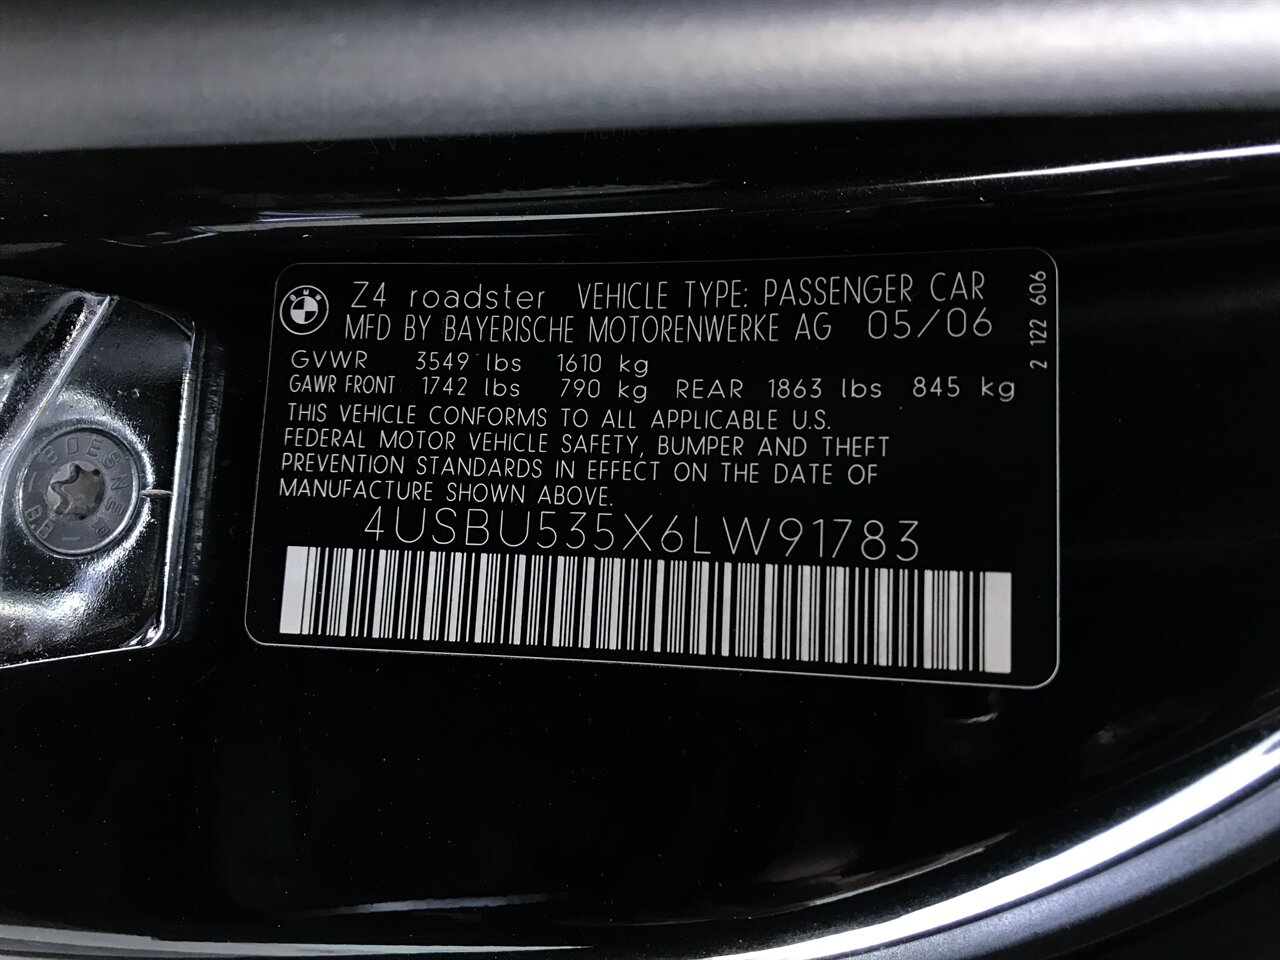 Z4 roadster VEHICLE TYPE: PASSENGER CAR
MFD BY BAYERISCHE MOTORENWERKE AG 05/06
GVWR 3549 lbs 1610 kg
GAWR FRONT 1742 lbs 790 kg REAR 1863 lbs 845 kg
THIS VEHICLE CONFORMS TO ALL APPLICABLE U.S.
FEDERAL MOTOR VEHICLE SAFETY, BUMPER AND THEFT
PREVENTION STANDARDS IN EFFECT ON THE DATE OF
MANUFACTURE SHOWN ABOVE.
4USBU535X6LW91783
2 122 606
BOESNER
8.8